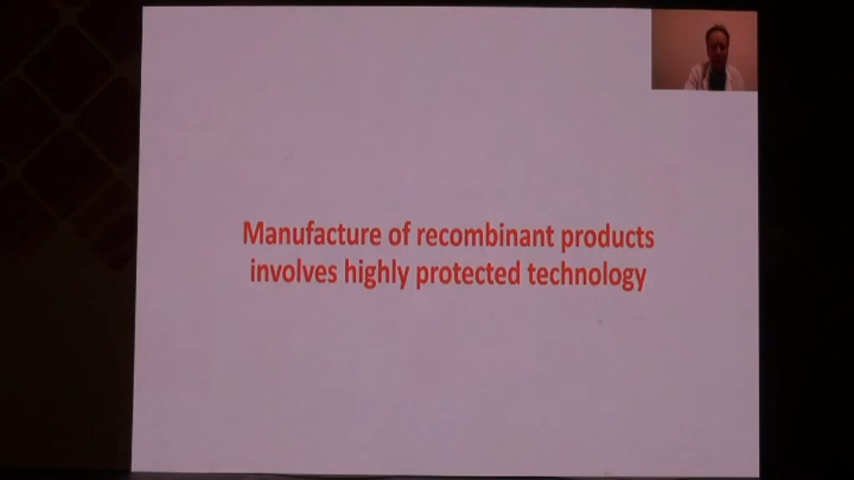 Manufacture of recombinant products
involves highly protected technology